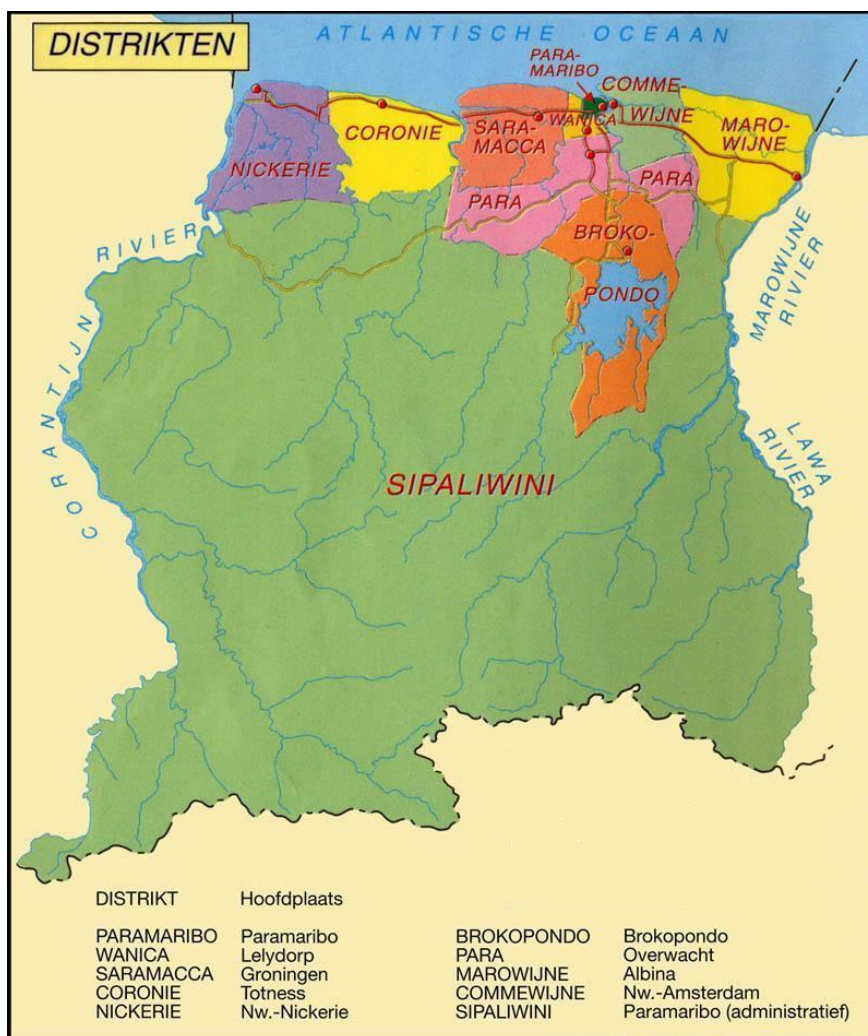 DISTRIKTEN
ATLANTISCHE OCEAAN
PARA-
MARIBO
COMME-
WIJNE
WANICA
NICKERIE
CORONIE
SARA-
MACCA
MARO-
WIJNE
PARA
PARA
BROKO-
PONDO
SIPALIWINI
CORANTIJN RIVIER
MAROWIJNE
RIVIER
LAWA
RIVIER
DISTRIKT Hoofdplaats
PARAMARIBO Paramaribo
WANICA Lelydorp
SARAMACCA Groningen
CORONIE Totness
NICKERIE Nw.-Nickerie
BROKOPONDO Brokopondo
PARA Overwacht
MAROWIJNE Albina
COMMEWIJNE Nw.-Amsterdam
SIPALIWINI Paramaribo (administratief)